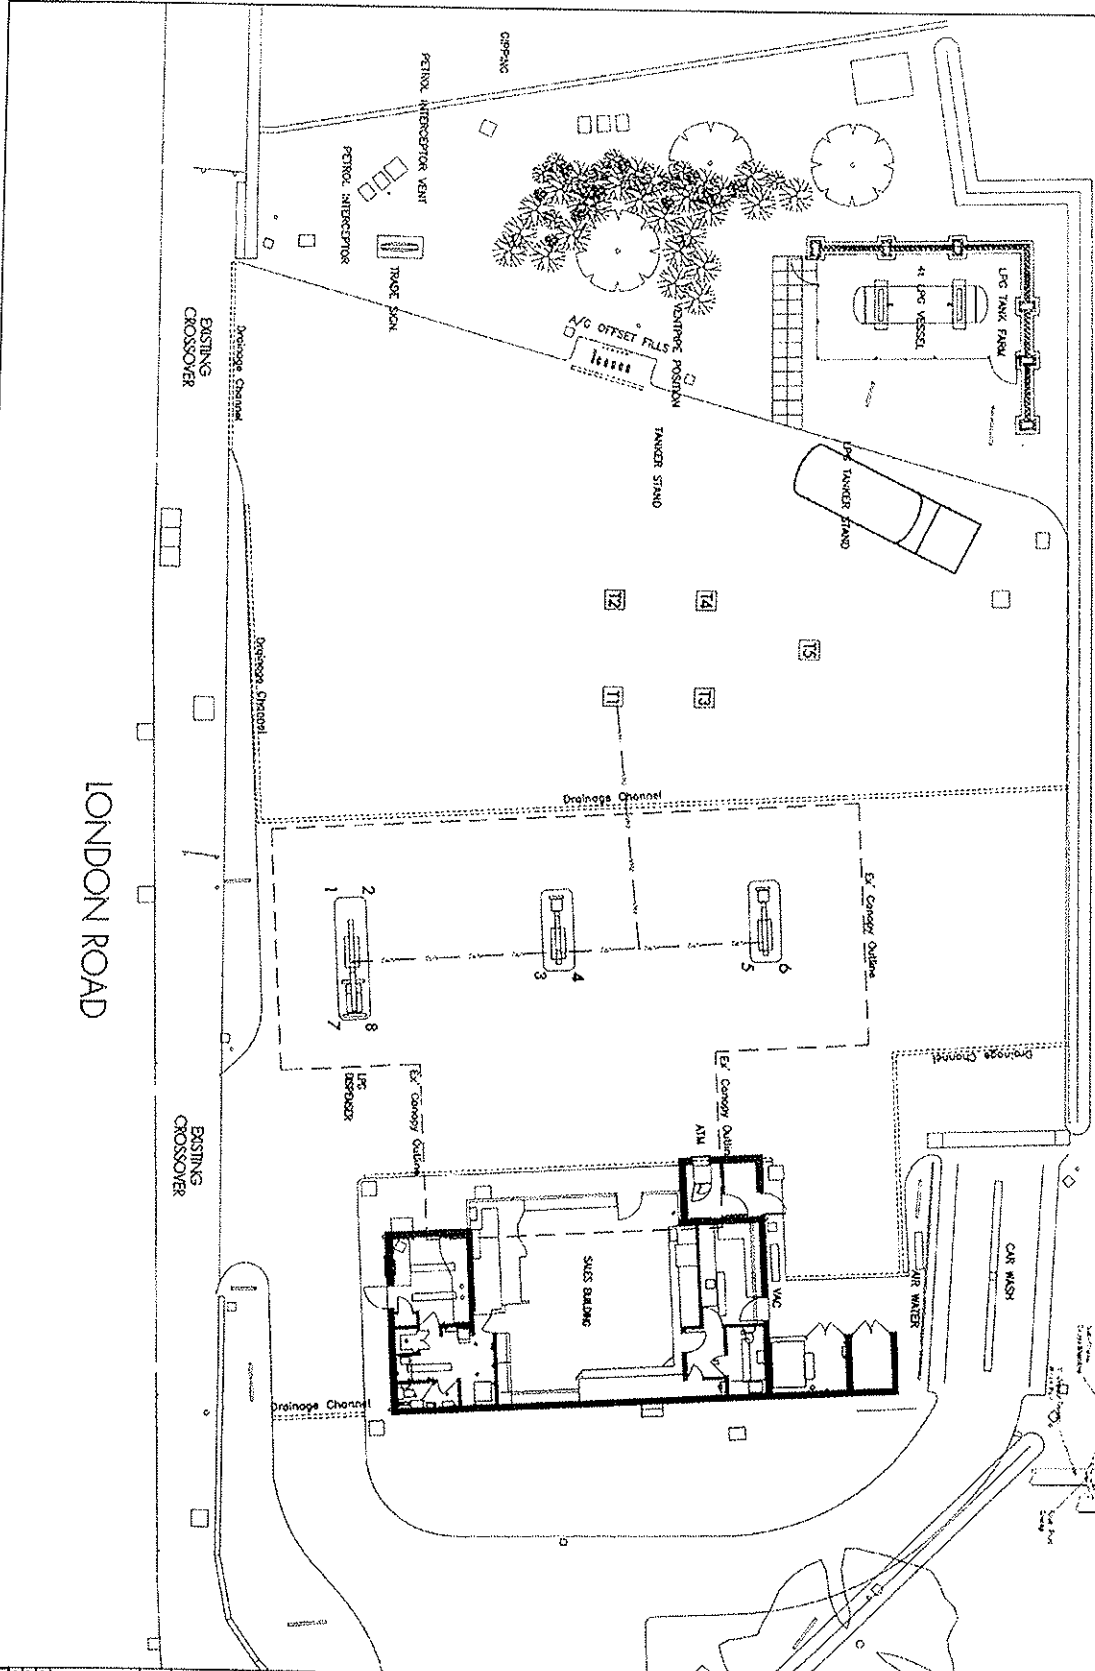 GIPPING
PETROL INTERCEPTOR VENT
PETROL INTERCEPTOR
TRADE SIGN
EXISTING
CROSSOVER
Drainage Channel
A/G OFFSET FILLS
VENTPIPE POSITION
TANKER STAND
LPG TANK FARM
4t LPG VESSEL
LPG TANKER STAND
T2
T4
T5
T1
T3
Drainage Channel
Drainage Channel
LONDON ROAD
Ex' Canopy Outline
1
2
3
4
5
6
7
8
LPG
DISPENSER
Ex' Canopy Outline
Ex' Canopy Outline
Drainage Channel
ATM
EXISTING
CROSSOVER
SALES BUILDING
VAC
AIR WATER
CAR WASH
Drainage Channel